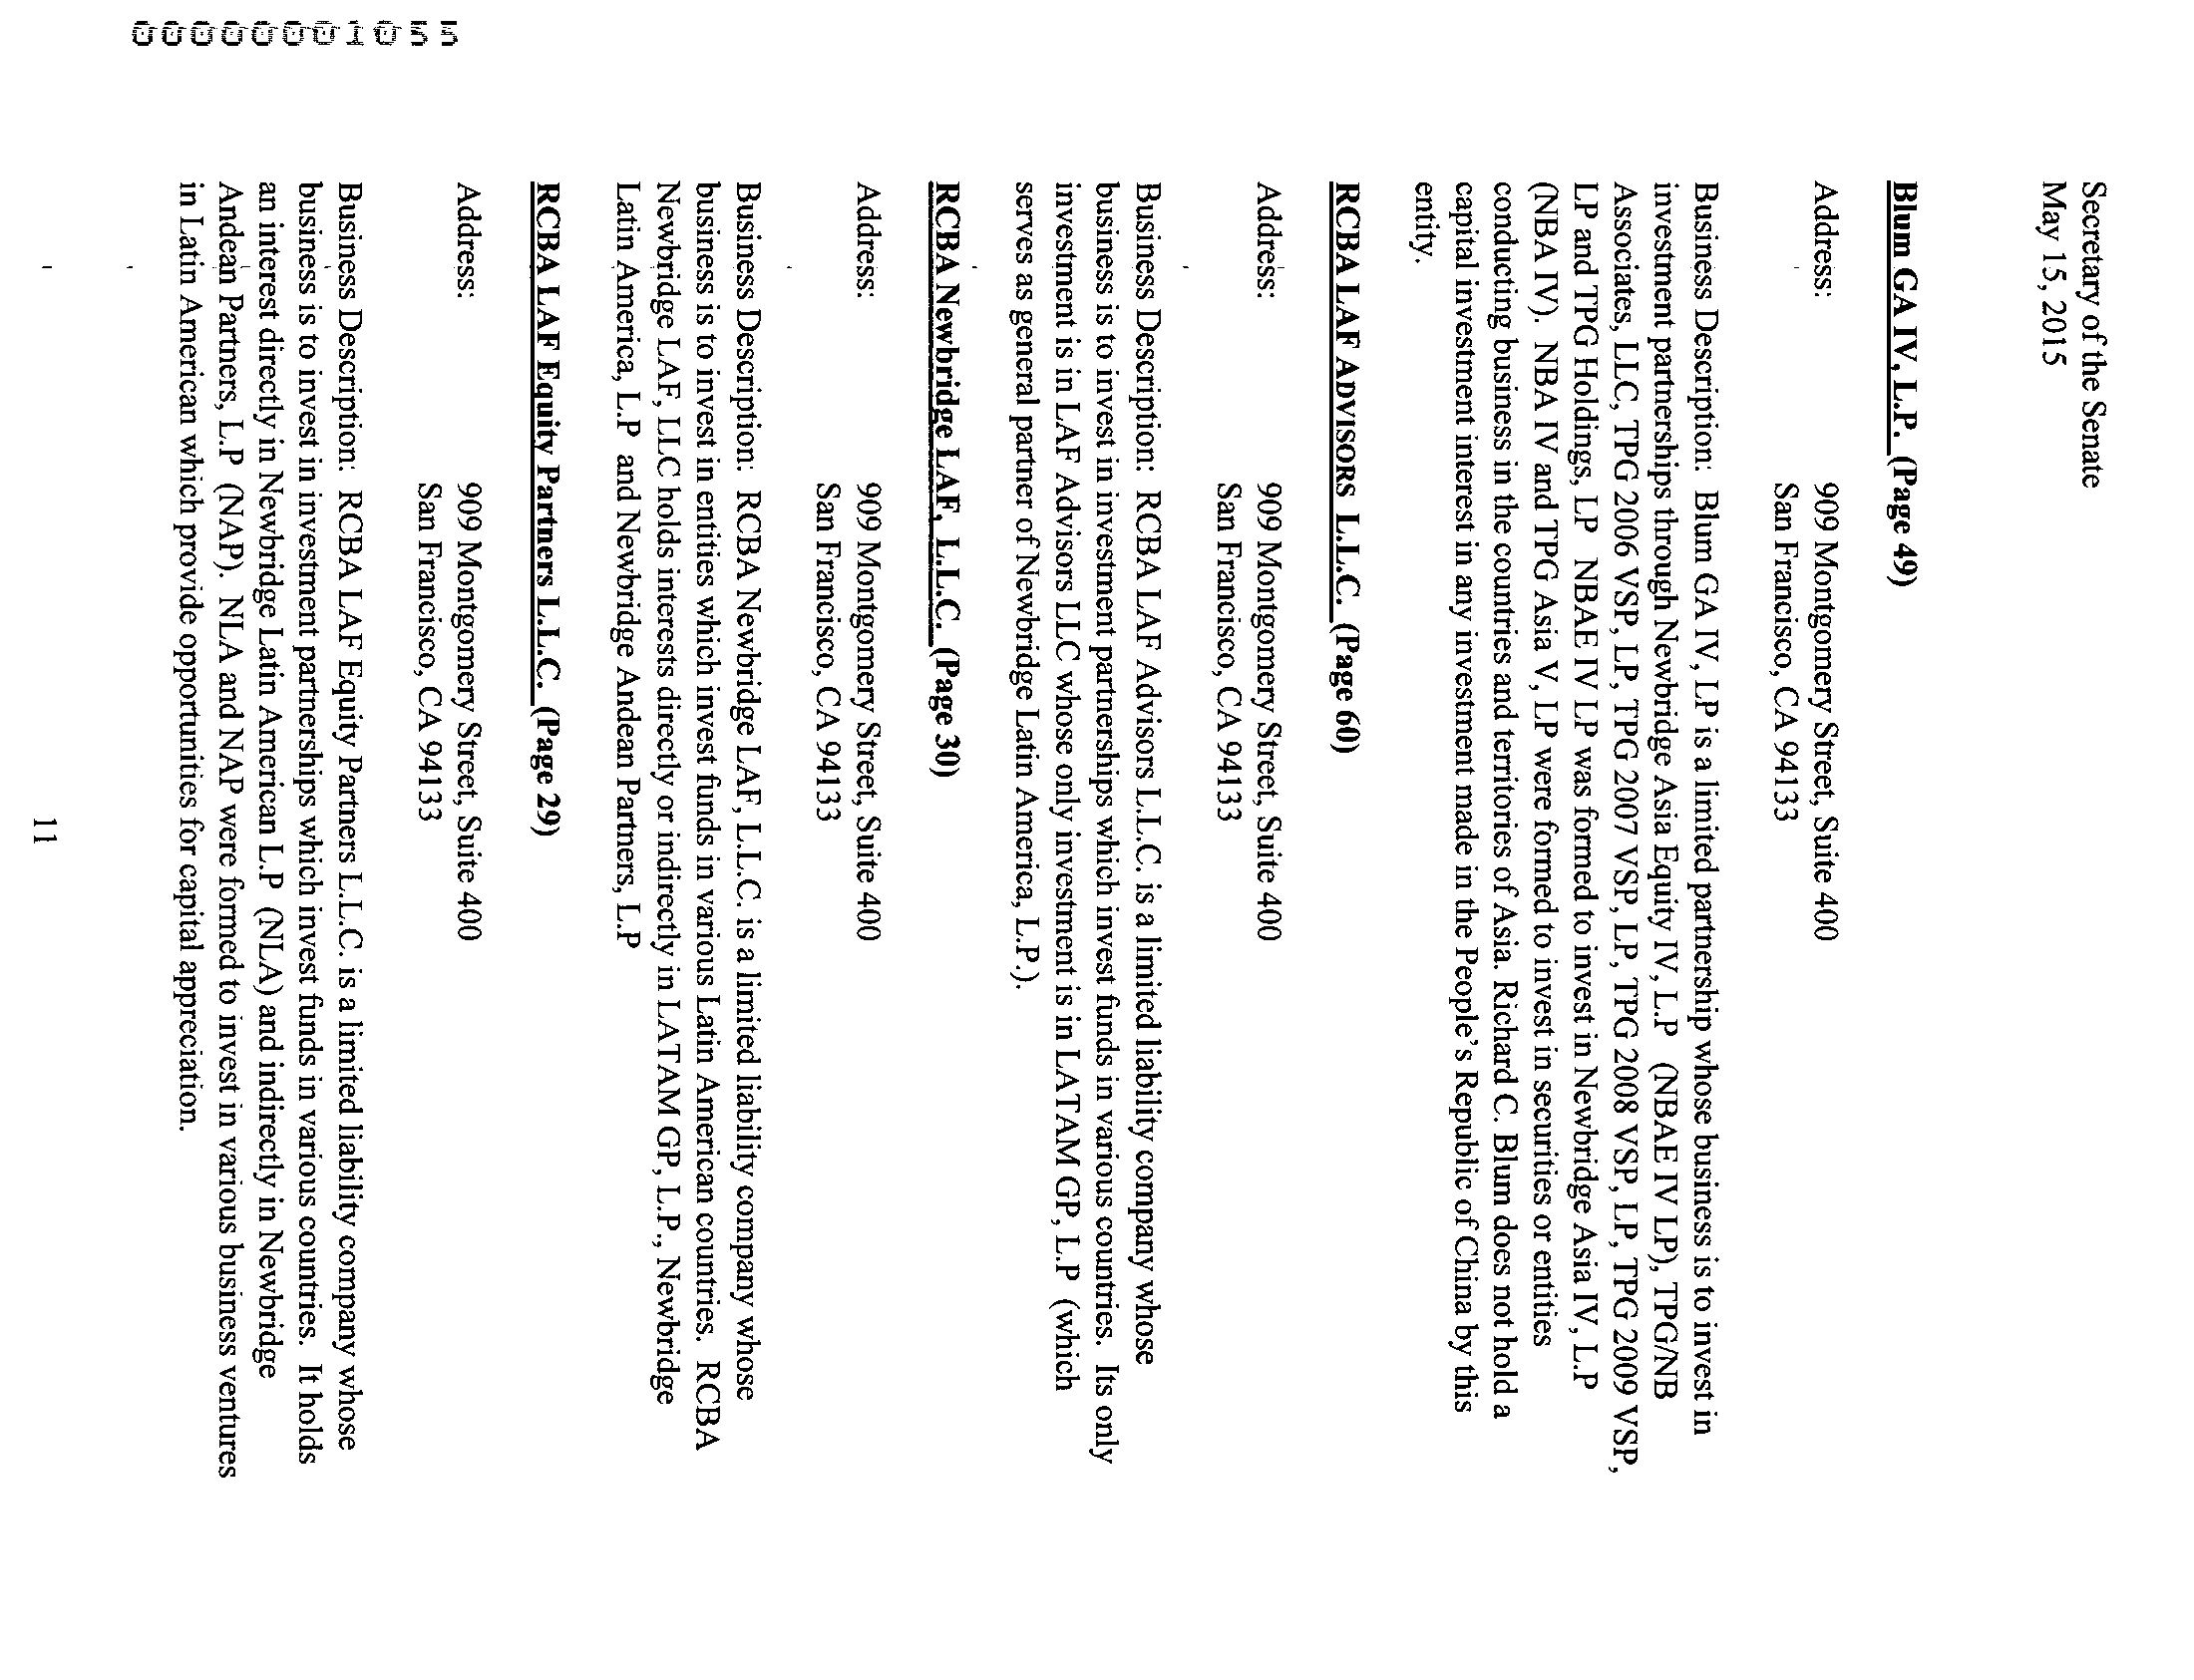 Secretary of the Senate
May 15, 2015
Blum GA IV, L.P. (Page 49)
Address: 909 Montgomery Street, Suite 400
San Francisco, CA 94133
Business Description: Blum GA IV, LP is a limited partnership whose business is to invest in
investment partnerships through Newbridge Asia Equity IV, L.P (NBAE IV LP), TPG/NB
Associates, LLC, TPG 2006 VSP, LP, TPG 2007 VSP, LP, TPG 2008 VSP, LP, TPG 2009 VSP,
LP and TPG Holdings, LP NBAE IV LP was formed to invest in Newbridge Asia IV, L.P
(NBA IV). NBA IV and TPG Asia V, LP were formed to invest in securities or entities
conducting business in the countries and territories of Asia. Richard C. Blum does not hold a
capital investment interest in any investment made in the People's Republic of China by this
entity.
RCBA LAF ADVISORS L.L.C. (Page 60)
Address: 909 Montgomery Street, Suite 400
San Francisco, CA 94133
Business Description: RCBA LAF Advisors L.L.C. is a limited liability company whose
business is to invest in investment partnerships which invest funds in various countries. Its only
investment is in LAF Advisors LLC whose only investment is in LATAM GP, L.P (which
serves as general partner of Newbridge Latin America, L.P.).
RCBA Newbridge LAF, L.L.C. (Page 30)
Address: 909 Montgomery Street, Suite 400
San Francisco, CA 94133
Business Description: RCBA Newbridge LAF, L.L.C. is a limited liability company whose
business is to invest in entities which invest funds in various Latin American countries. RCBA
Newbridge LAF, LLC holds interests directly or indirectly in LATAM GP, L.P., Newbridge
Latin America, L.P and Newbridge Andean Partners, L.P
RCBA LAF Equity Partners L.L.C. (Page 29)
Address: 909 Montgomery Street, Suite 400
San Francisco, CA 94133
Business Description: RCBA LAF Equity Partners L.L.C. is a limited liability company whose
business is to invest in investment partnerships which invest funds in various countries. It holds
an interest directly in Newbridge Latin American L.P (NLA) and indirectly in Newbridge
Andean Partners, L.P (NAP). NLA and NAP were formed to invest in various business ventures
in Latin American which provide opportunities for capital appreciation.
11
00000001055